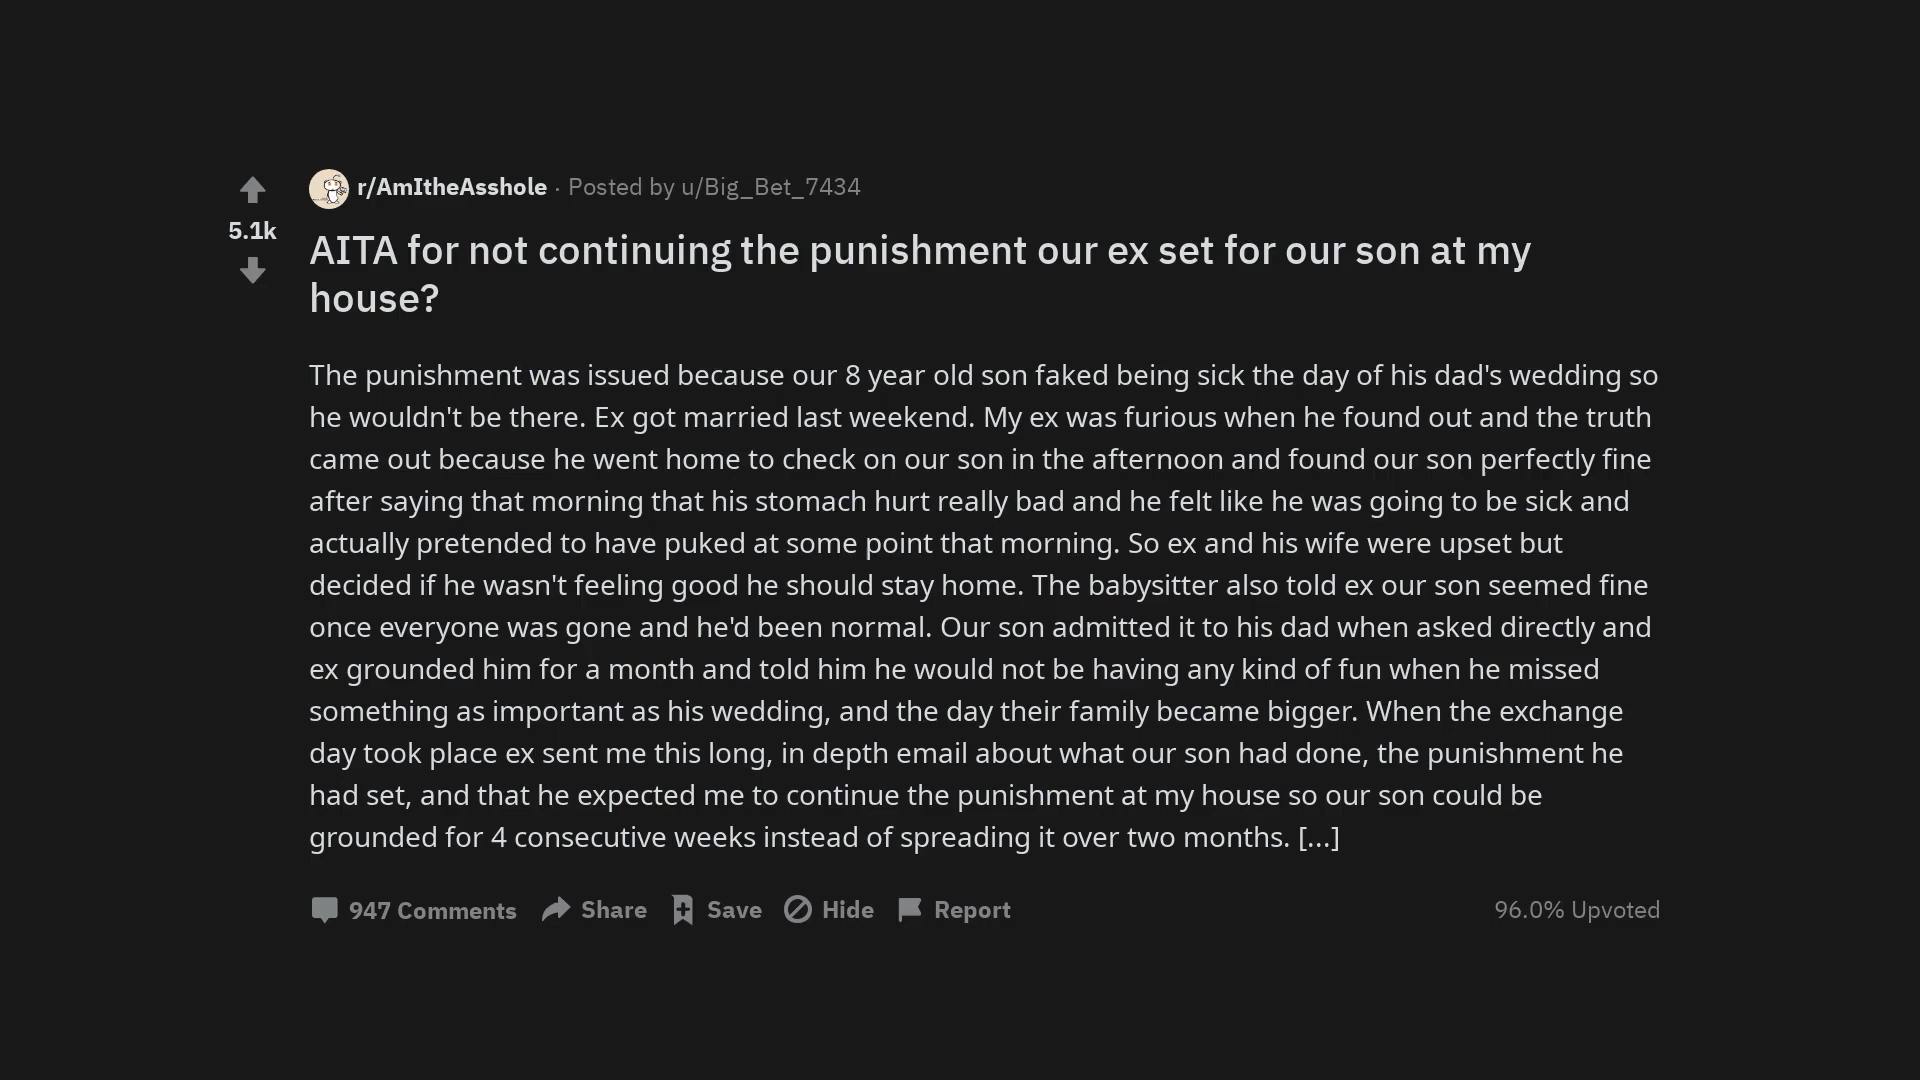 r/AmItheAsshole · Posted by u/Big_Bet_7434
5.1k
AITA for not continuing the punishment our ex set for our son at my
house?
The punishment was issued because our 8 year old son faked being sick the day of his dad's wedding so
he wouldn't be there. Ex got married last weekend. My ex was furious when he found out and the truth
came out because he went home to check on our son in the afternoon and found our son perfectly fine
after saying that morning that his stomach hurt really bad and he felt like he was going to be sick and
actually pretended to have puked at some point that morning. So ex and his wife were upset but
decided if he wasn't feeling good he should stay home. The babysitter also told ex our son seemed fine
once everyone was gone and he'd been normal. Our son admitted it to his dad when asked directly and
ex grounded him for a month and told him he would not be having any kind of fun when he missed
something as important as his wedding, and the day their family became bigger. When the exchange
day took place ex sent me this long, in depth email about what our son had done, the punishment he
had set, and that he expected me to continue the punishment at my house so our son could be
grounded for 4 consecutive weeks instead of spreading it over two months. [...]
947 Comments Share Save Hide Report 96.0% Upvoted